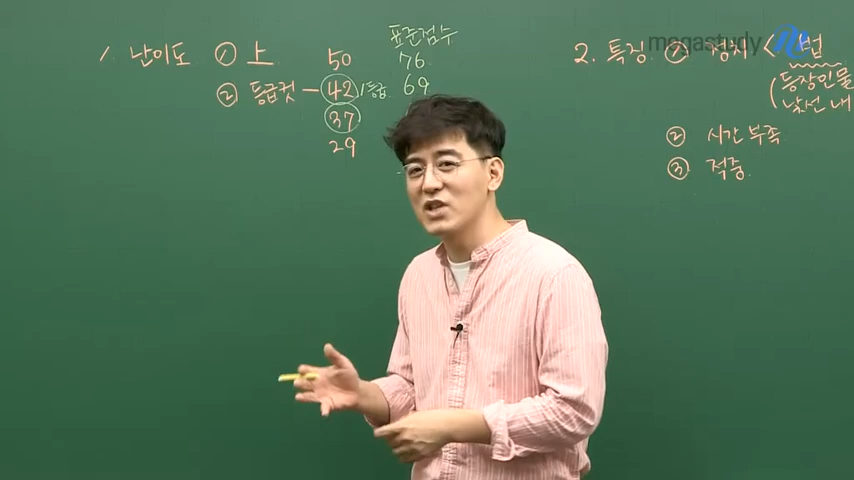 1. 난이도 ① 上
② 등급컷 - 42 1등급
50
37
29
표준점수
76
69
megastudy
2. 특징 ① 정치 < 법
(등장인물
낯선 내
② 시간 부족
③ 적중.